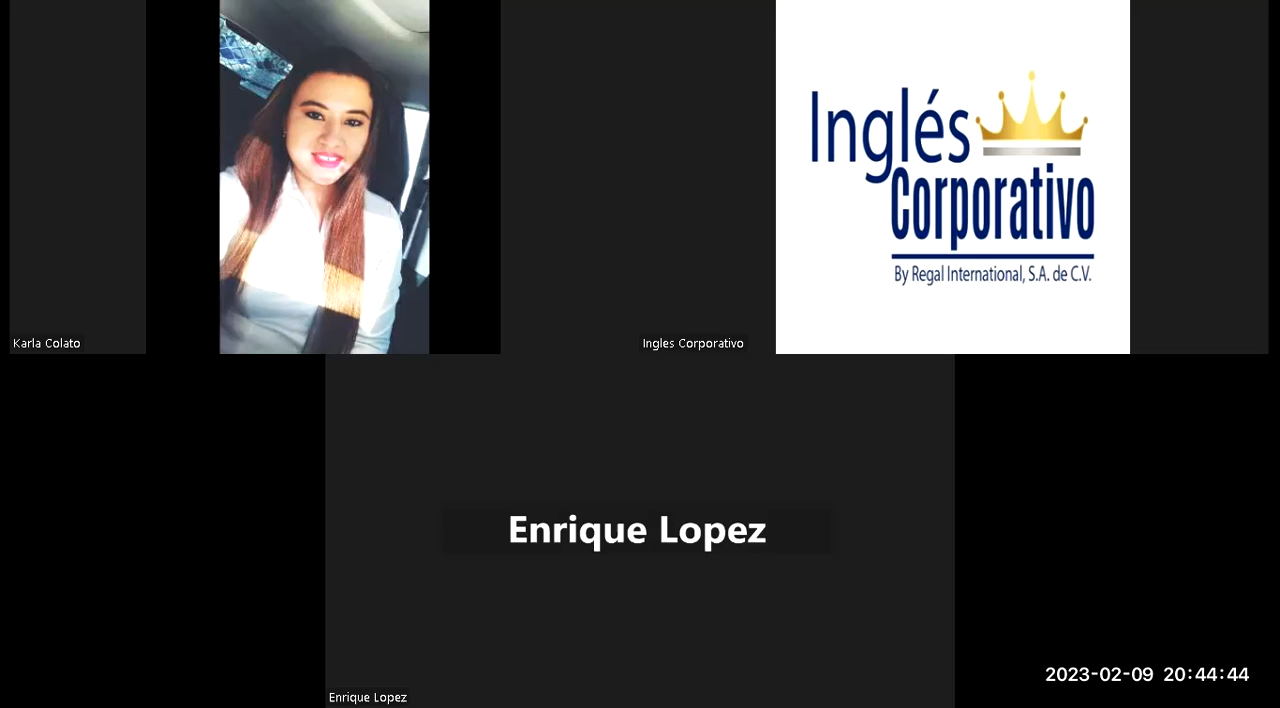 Inglés
Corporativo
By Regal International, S.A. de C.V.
Karla Colato
Ingles Corporativo
Enrique Lopez
Enrique Lopez
2023-02-09 20:44:44